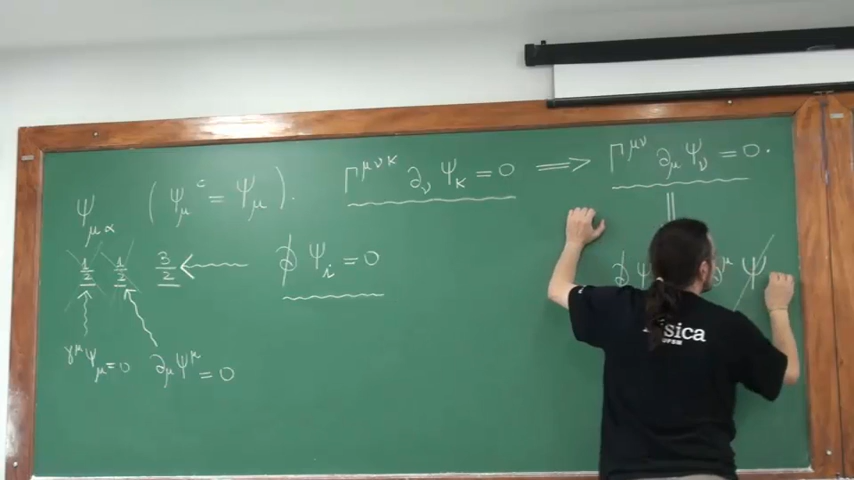 ψ_{μα} (ψ_μ^c = ψ_μ). Γ^{μνκ} ∂_ν ψ_κ = 0 ⟹ Γ^{μν} ∂_μ ψ_ν = 0.
1/2 1/2 3/2 ∂̸ ψ_i = 0 ∂̸ ψ
γ^μ ψ_μ = 0 ∂_μ ψ^μ = 0
UFSM